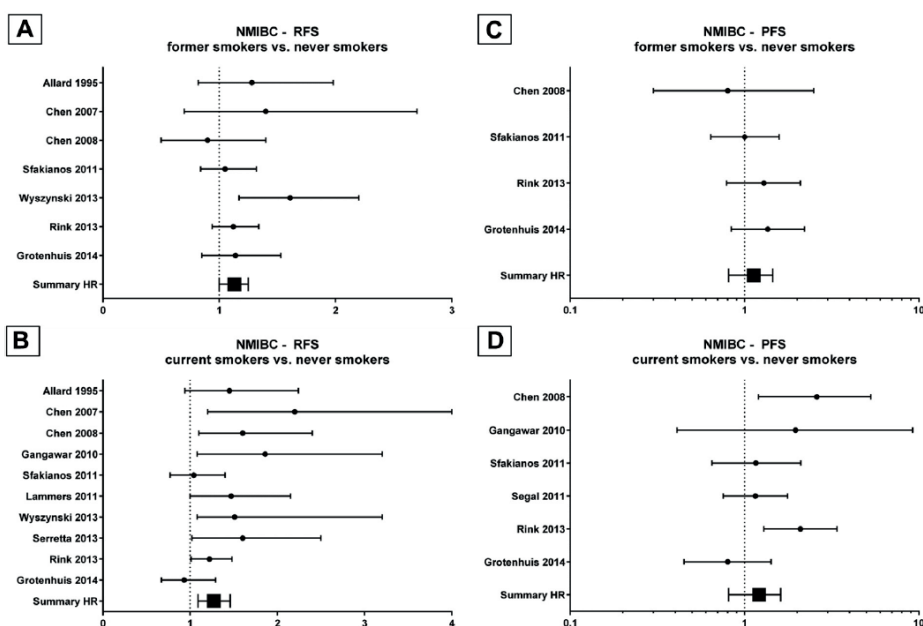 A
NMIBC - RFS
former smokers vs. never smokers
Allard 1995
Chen 2007
Chen 2008
Sfakianos 2011
Wyszynski 2013
Rink 2013
Grotenhuis 2014
Summary HR
0 1 2 3
B
NMIBC - RFS
current smokers vs. never smokers
Allard 1995
Chen 2007
Chen 2008
Gangawar 2010
Sfakianos 2011
Lammers 2011
Wyszynski 2013
Serretta 2013
Rink 2013
Grotenhuis 2014
Summary HR
0 1 2 3 4
C
NMIBC - PFS
former smokers vs. never smokers
Chen 2008
Sfakianos 2011
Rink 2013
Grotenhuis 2014
Summary HR
0.1 1 10
D
NMIBC - PFS
current smokers vs. never smokers
Chen 2008
Gangawar 2010
Sfakianos 2011
Segal 2011
Rink 2013
Grotenhuis 2014
Summary HR
0.1 1 10